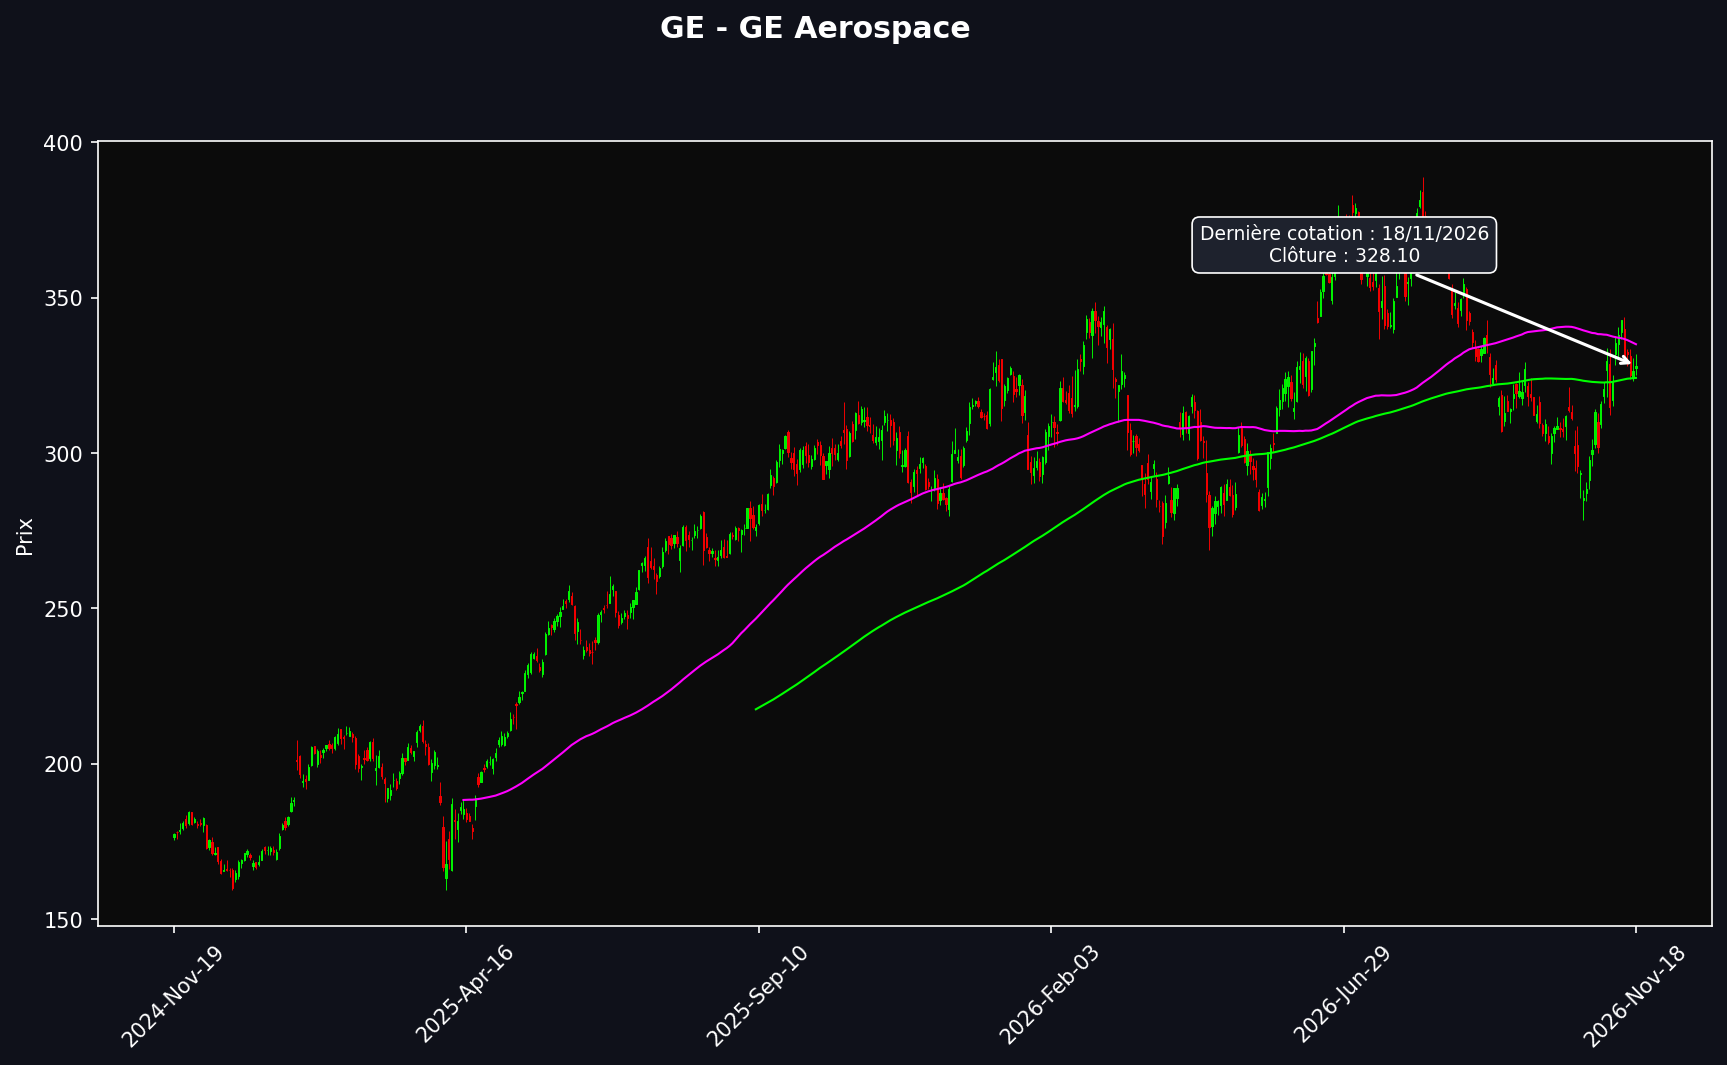 GE - GE Aerospace
400
350
300
250
200
150
Prix
Dernière cotation : 18/11/2026
Clôture : 328.10
2024-Nov-19
2025-Apr-16
2025-Sep-10
2026-Feb-03
2026-Jun-29
2026-Nov-18